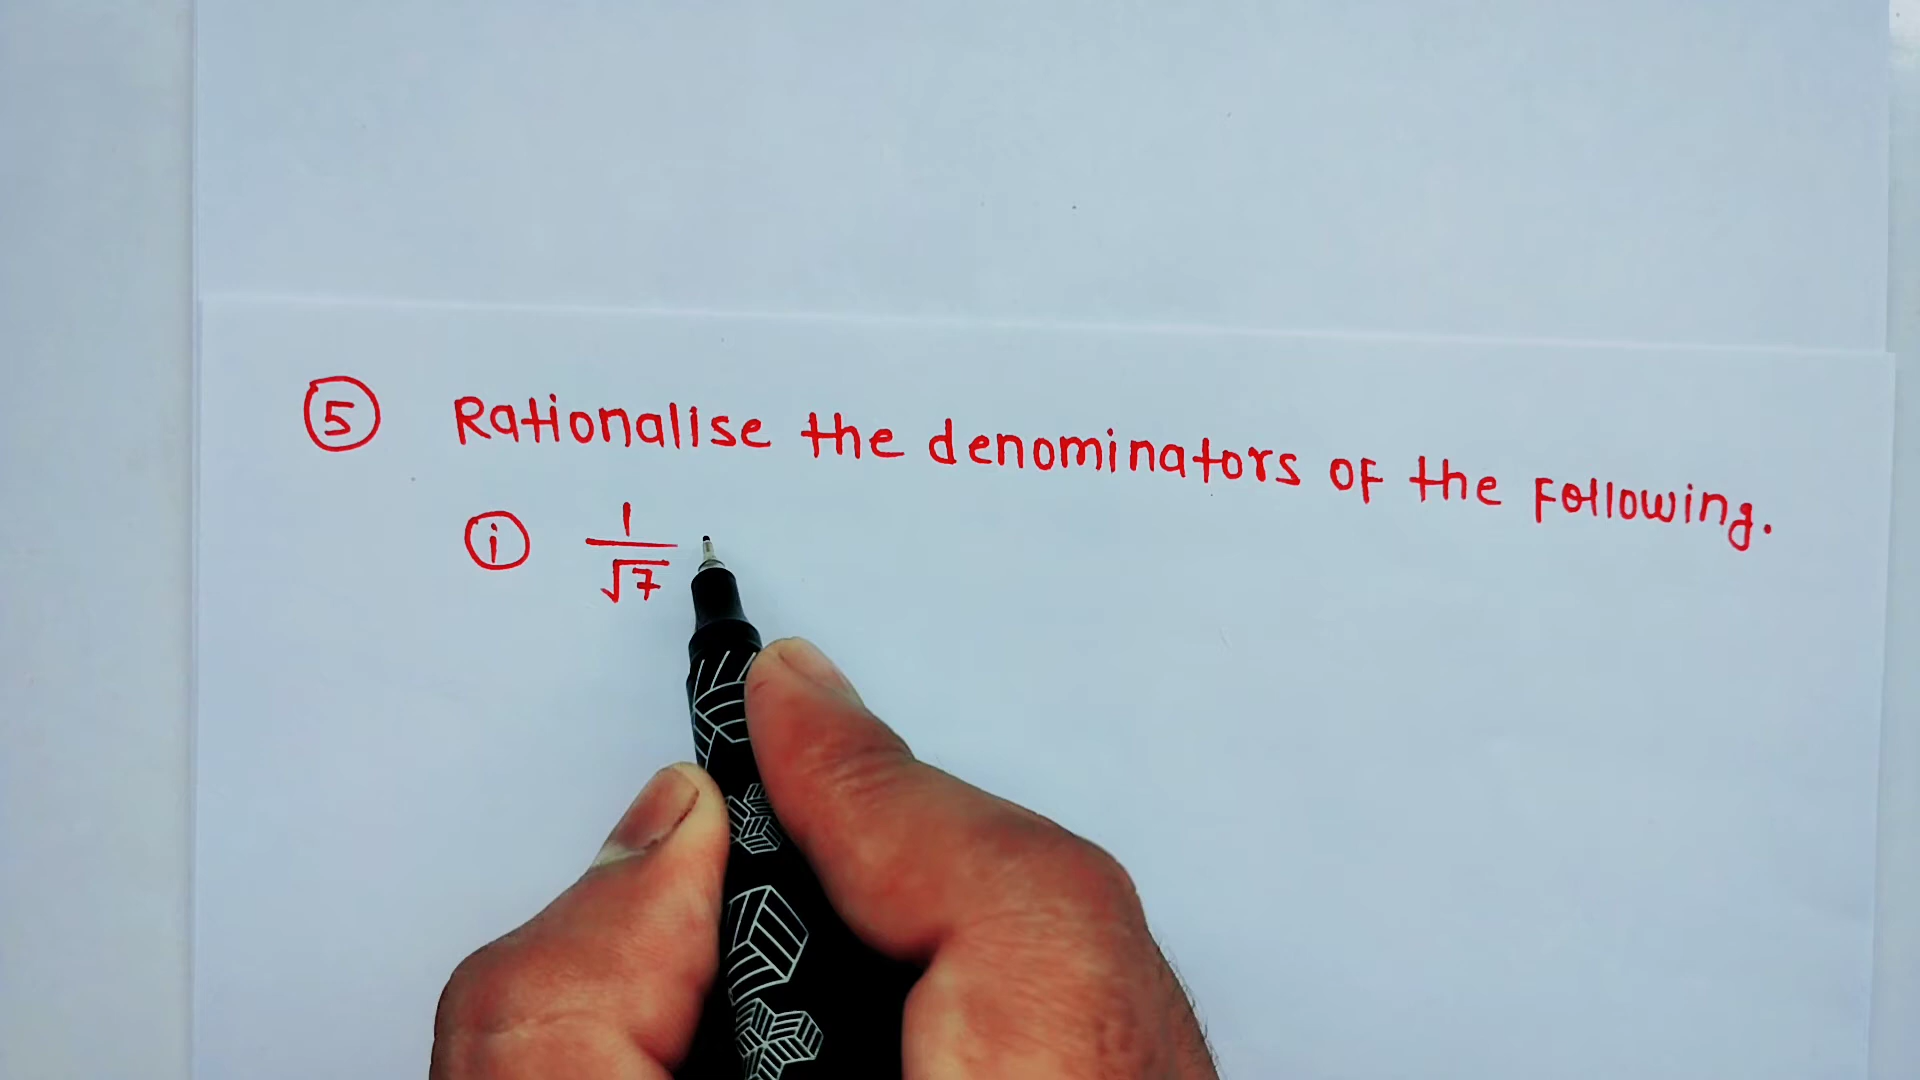 5 Rationalise the denominators of the following.
i 1/√7